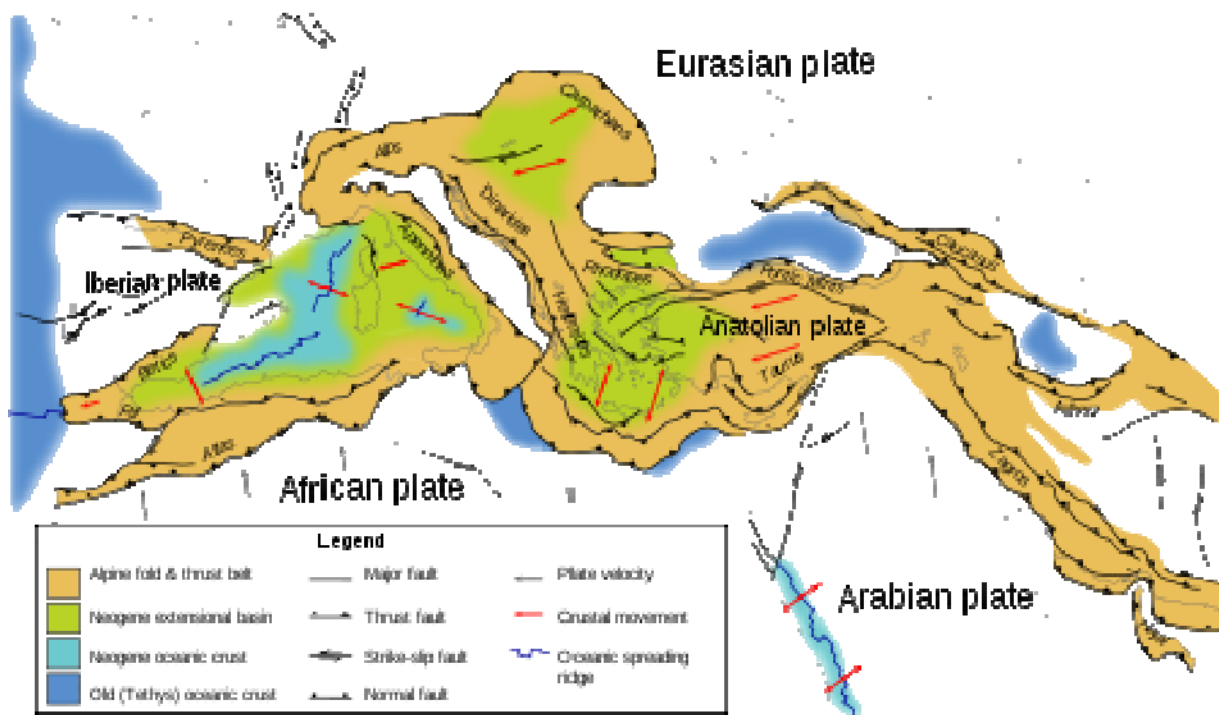 Eurasian plate
Carpathians
Alps
Dinarides
Pyrenees
Apennines
Caucasus
Iberian plate
Rhodopes
Pontic Mtns
Hellenides
Anatolian plate
Betics
Taurus
Rif
Atlas
Zagros
African plate
Arabian plate
Legend
Alpine fold & thrust belt
Major fault
Plate velocity
Neogene extensional basin
Thrust fault
Crustal movement
Neogene oceanic crust
Strike-slip fault
Oceanic spreading
ridge
Old (Tethys) oceanic crust
Normal fault